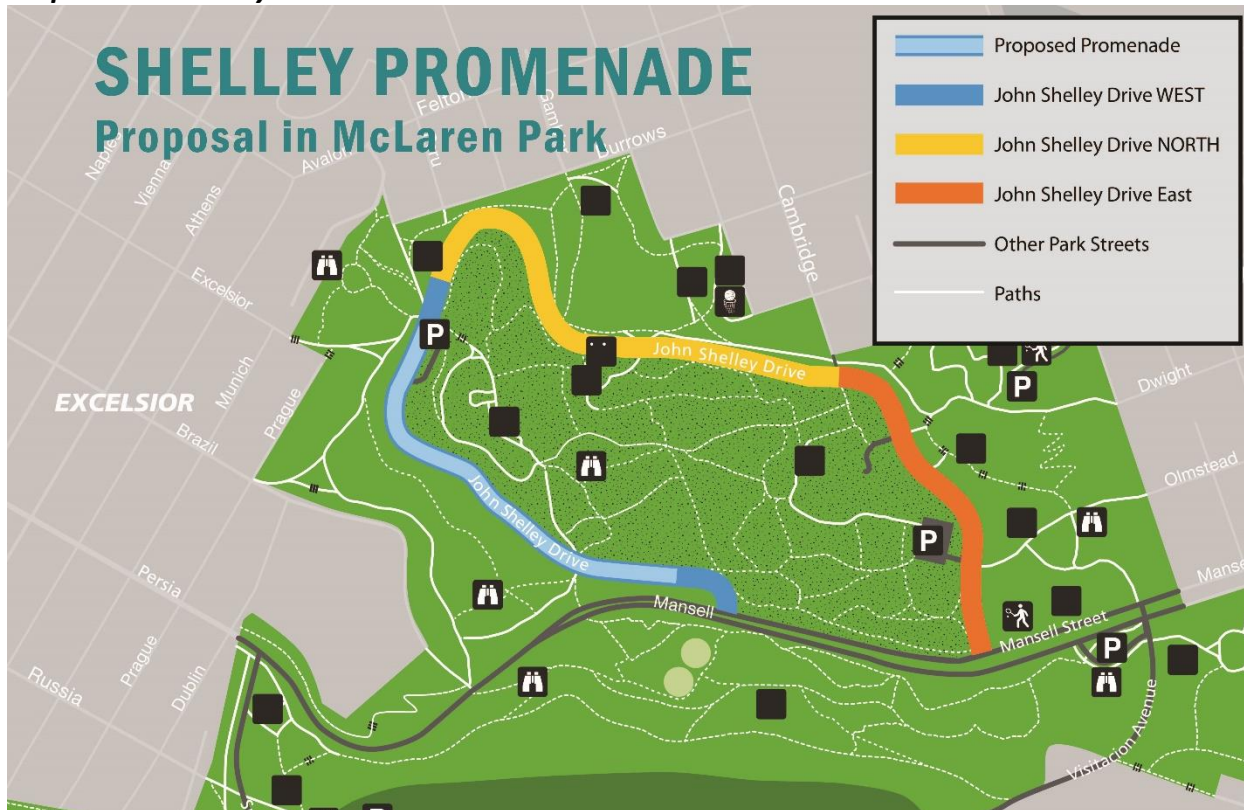 SHELLEY PROMENADE
Proposal in McLaren Park
Proposed Promenade
John Shelley Drive WEST
John Shelley Drive NORTH
John Shelley Drive East
Other Park Streets
Paths
Naples
Vienna
Athens
Avalon
Felton
Burrows
Cambridge
Excelsior
Munich
Prague
EXCELSIOR
Brazil
P
John Shelley Drive
P
Dwight
Olmstead
John Shelley Drive
P
Persia
Mansell
Mansell Street
Prague
Dublin
Russia
P
Visitacion Avenue